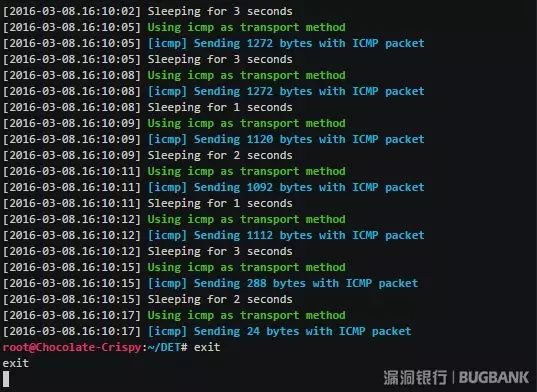 [2016-03-08.16:10:02] Sleeping for 3 seconds
[2016-03-08.16:10:05] Using icmp as transport method
[2016-03-08.16:10:05] [icmp] Sending 1272 bytes with ICMP packet
[2016-03-08.16:10:05] Sleeping for 3 seconds
[2016-03-08.16:10:08] Using icmp as transport method
[2016-03-08.16:10:08] [icmp] Sending 1272 bytes with ICMP packet
[2016-03-08.16:10:08] Sleeping for 1 seconds
[2016-03-08.16:10:09] Using icmp as transport method
[2016-03-08.16:10:09] [icmp] Sending 1120 bytes with ICMP packet
[2016-03-08.16:10:09] Sleeping for 2 seconds
[2016-03-08.16:10:11] Using icmp as transport method
[2016-03-08.16:10:11] [icmp] Sending 1092 bytes with ICMP packet
[2016-03-08.16:10:11] Sleeping for 1 seconds
[2016-03-08.16:10:12] Using icmp as transport method
[2016-03-08.16:10:12] [icmp] Sending 1112 bytes with ICMP packet
[2016-03-08.16:10:12] Sleeping for 3 seconds
[2016-03-08.16:10:15] Using icmp as transport method
[2016-03-08.16:10:15] [icmp] Sending 288 bytes with ICMP packet
[2016-03-08.16:10:15] Sleeping for 2 seconds
[2016-03-08.16:10:17] Using icmp as transport method
[2016-03-08.16:10:17] [icmp] Sending 24 bytes with ICMP packet
root@Chocolate-Crispy:~/DET# exit
exit
漏洞银行 | BUGBANK